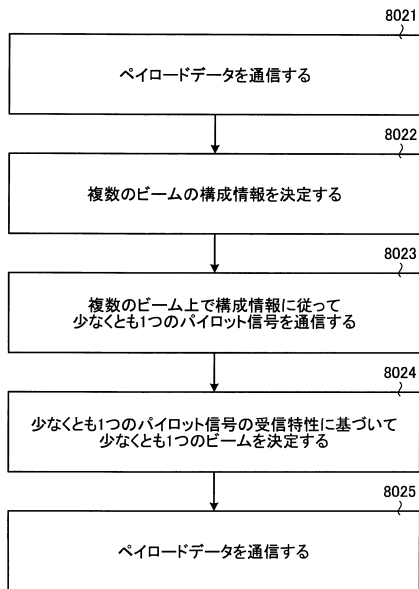 8021
ペイロードデータを通信する
8022
複数のビームの構成情報を決定する
8023
複数のビーム上で構成情報に従って
少なくとも1つのパイロット信号を通信する
8024
少なくとも1つのパイロット信号の受信特性に基づいて
少なくとも1つのビームを決定する
8025
ペイロードデータを通信する